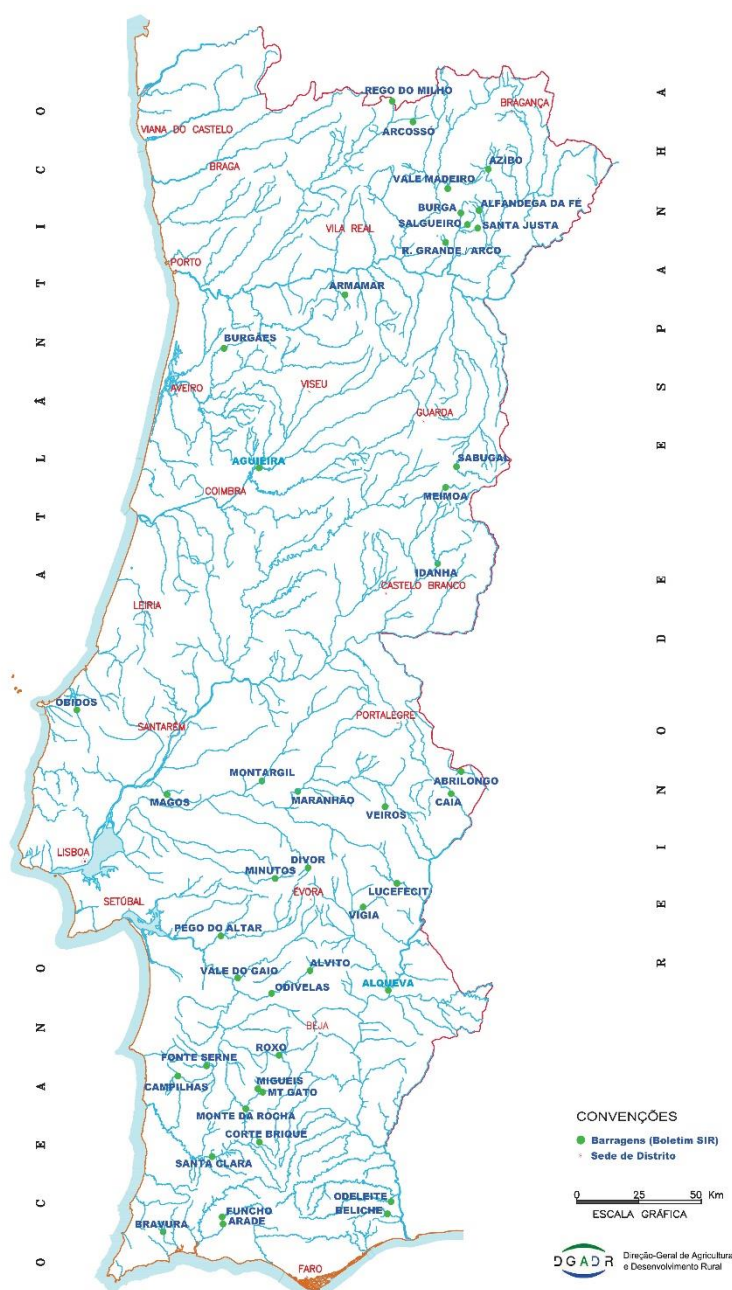 REGO DO MILHO
BRAGANÇA
ARCOSSÓ
VIANA DO CASTELO
BRAGA
AZIBO
VALE MADEIRO
BURGA
ALFANDEGA DA FÉ
SALGUEIRO
SANTA JUSTA
VILA REAL
R. GRANDE / ARCO
PORTO
ARMAMAR
BURGÃES
AVEIRO
VISEU
GUARDA
AGUIEIRA
SABUGAL
COIMBRA
MEIMOA
IDANHA
CASTELO BRANCO
LEIRIA
ÓBIDOS
SANTARÉM
PORTALEGRE
MONTARGIL
ABRILONGO
MAGOS
MARANHÃO
CAIA
VEIROS
LISBOA
DIVOR
MINUTOS
LUCEFECIT
SETÚBAL
ÉVORA
VIGIA
PEGO DO ALTAR
ALVITO
VALE DO GAIO
ALQUEVA
ODIVELAS
BEJA
ROXO
FONTE SERNE
CAMPILHAS
MIGUEIS
MT GATO
MONTE DA ROCHA
CORTE BRIQUE
SANTA CLARA
ODELEITE
FUNCHO
BELICHE
ARADE
BRAVURA
FARO
OCEANO ATLÂNTICO
REINO DE ESPANHA
CONVENÇÕES
Barragens (Boletim SIR)
Sede de Distrito
0 50 Km
ESCALA GRÁFICA
DGADR
Direção-Geral de Agricultura
e Desenvolvimento Rural